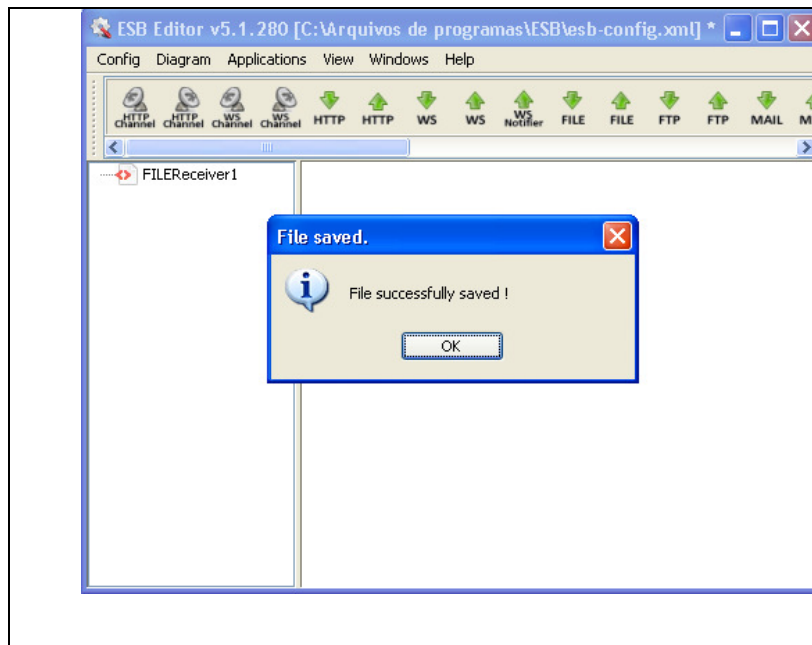 ESB Editor v5.1.280 [C:\Arquivos de programas\ESB\esb-config.xml] *
Config Diagram Applications View Windows Help
HTTP Channel HTTP Channel WS Channel WS Channel HTTP HTTP WS WS WS Notifier FILE FILE FTP FTP MAIL M
FILEReceiver1
File saved.
File successfully saved !
OK